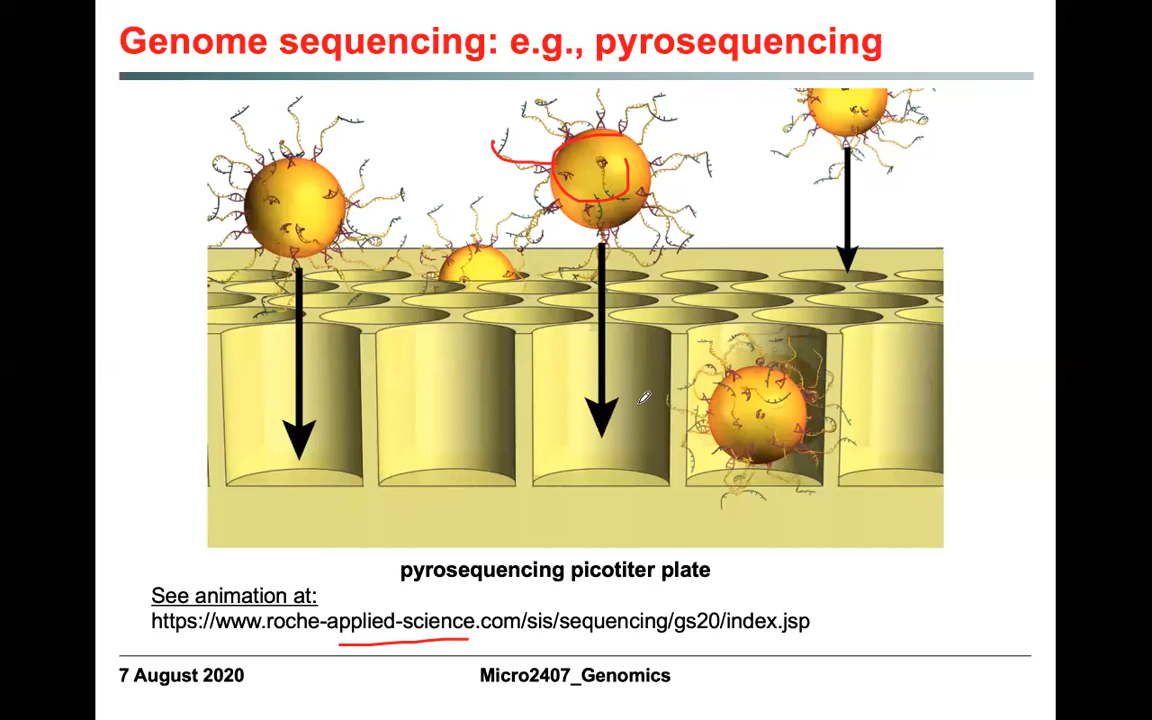 Genome sequencing: e.g., pyrosequencing
pyrosequencing picotiter plate
See animation at:
https://www.roche-applied-science.com/sis/sequencing/gs20/index.jsp
7 August 2020
Micro2407_Genomics